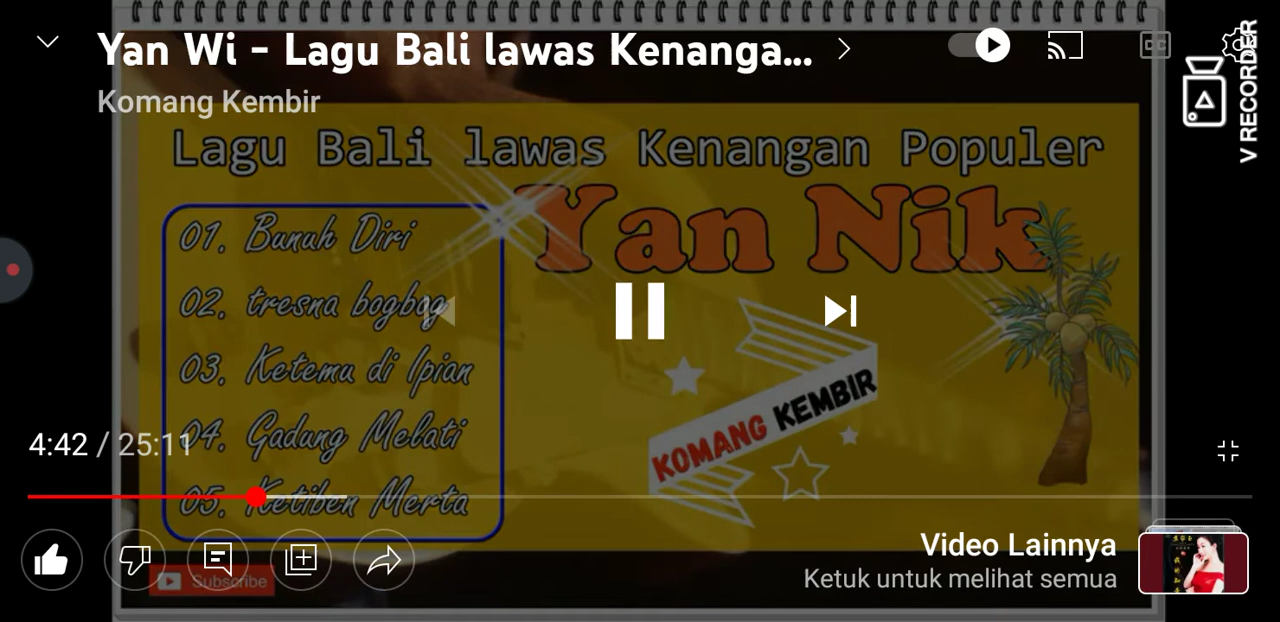 Yan Wi - Lagu Bali lawas Kenanga...
Komang Kembir
V RECORDER
Lagu Bali lawas Kenangan Populer
Yan Nik
01. Bunuh Diri
02. tresna bogbog
03. Ketemu di Ipian
04. Gadung Melati
05. Ketiben Merta
KOMANG KEMBIR
4:42 / 25:11
Video Lainnya
Ketuk untuk melihat semua
Subscribe